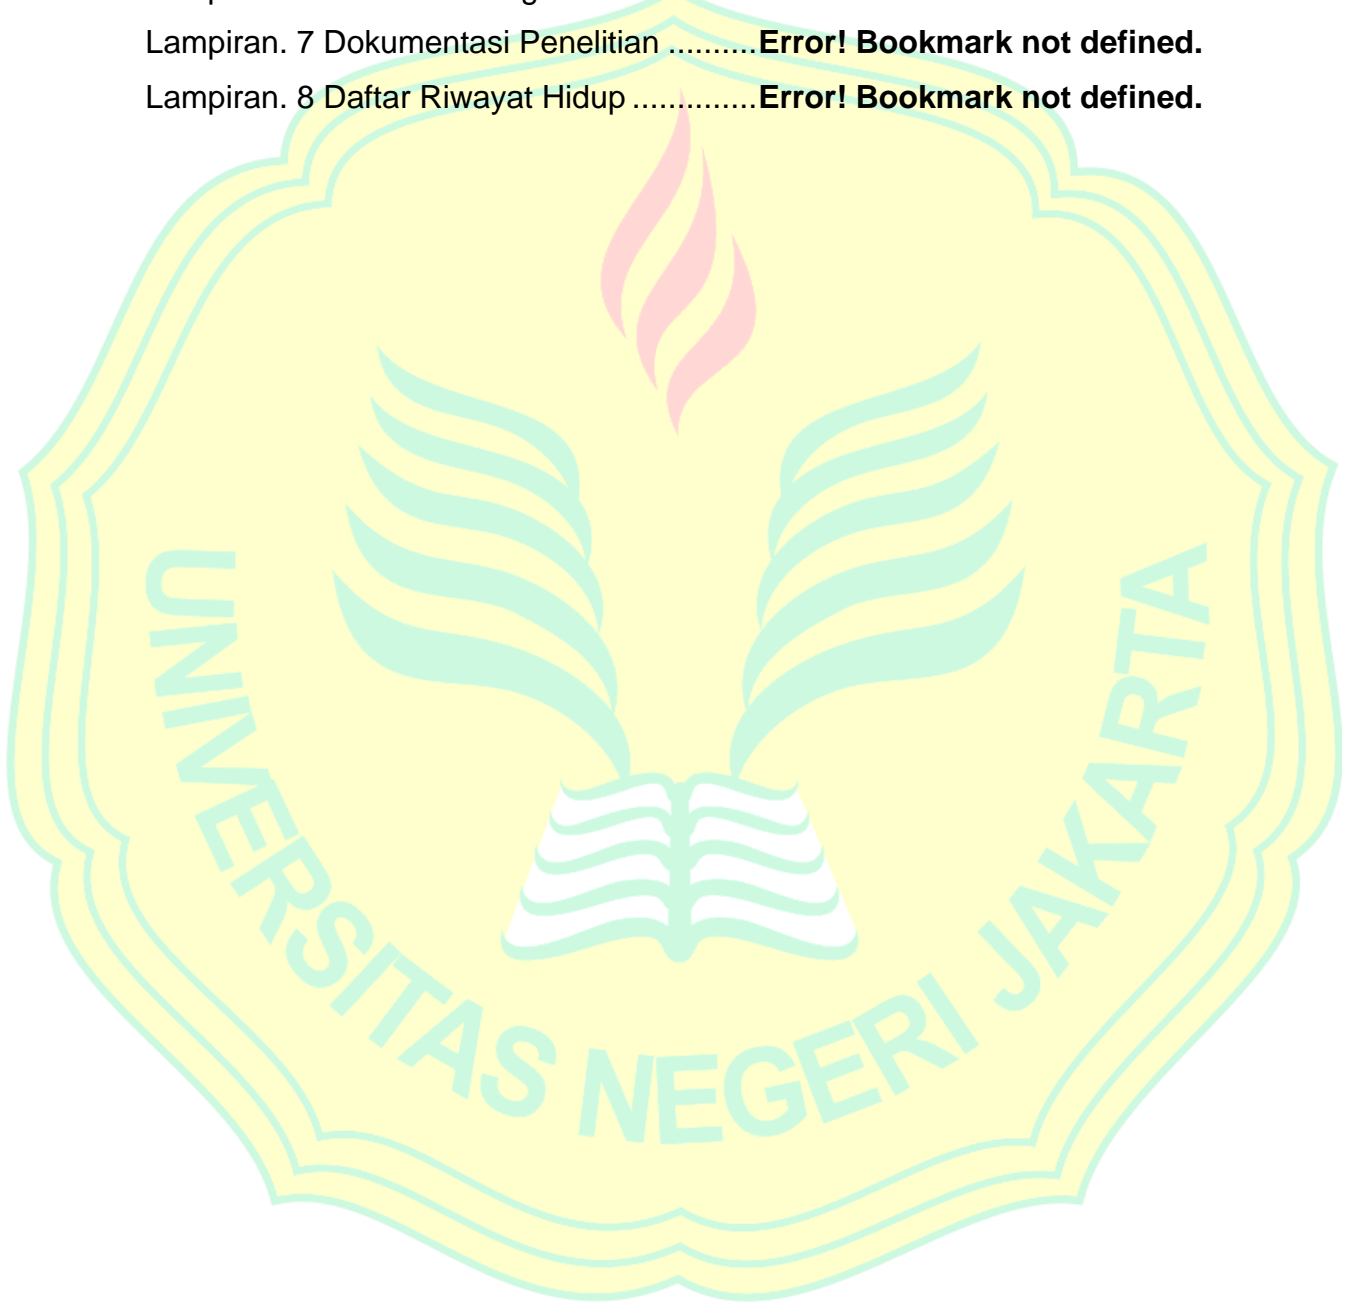 Lampiran. 7 Dokumentasi Penelitian ..........Error! Bookmark not defined.
Lampiran. 8 Daftar Riwayat Hidup ..............Error! Bookmark not defined.
UNIVERSITAS NEGERI JAKARTA